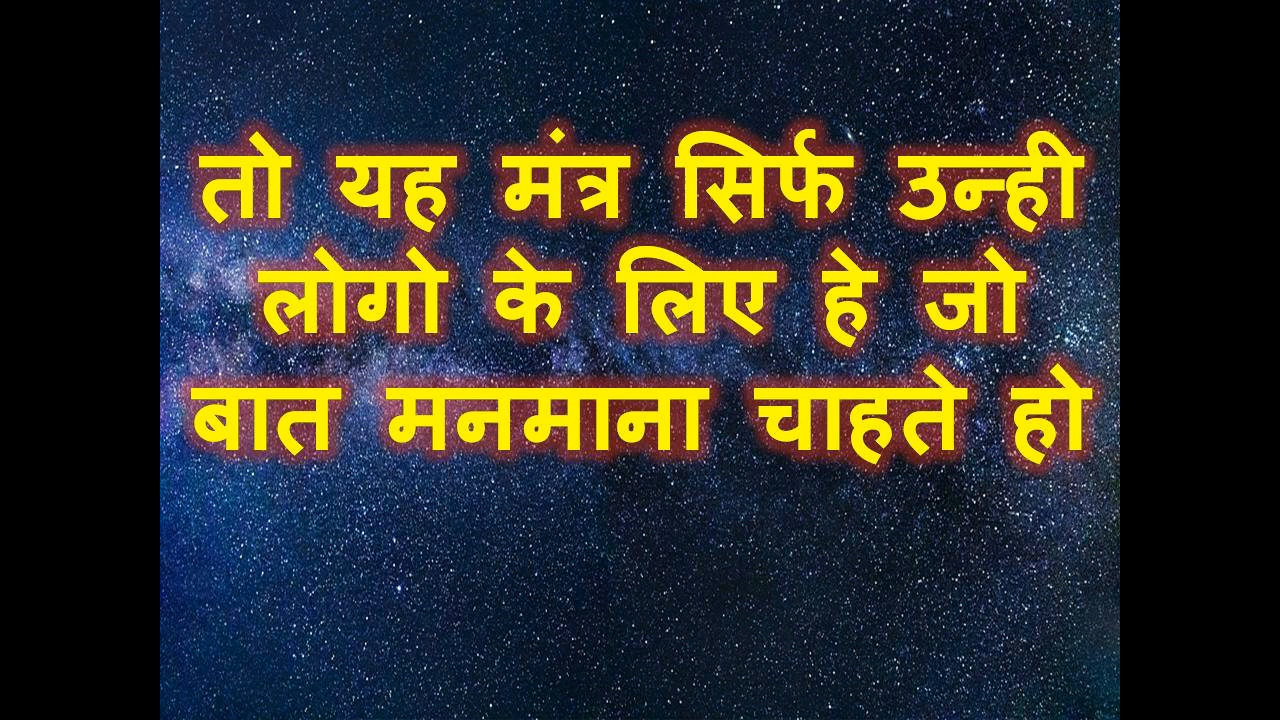 तो यह मंत्र सिर्फ उन्ही
लोगो के लिए हे जो
बात मनमाना चाहते हो